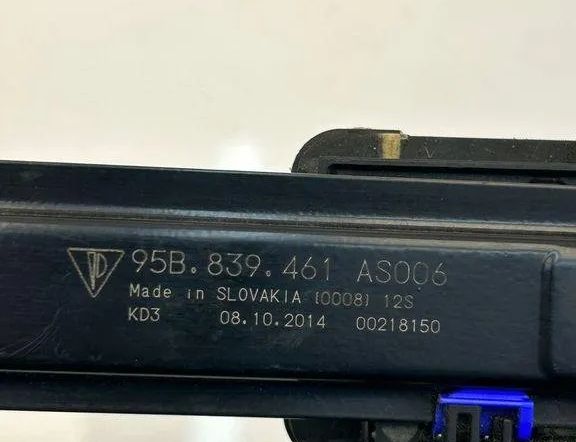 95B.839.461 AS006
Made in SLOVAKIA (0008) 12S
KD3 08.10.2014 00218150